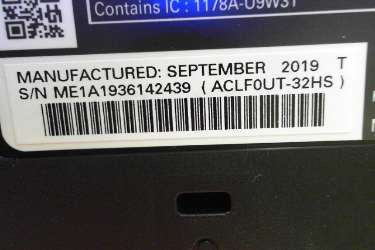 Contains IC : 1178A-U9W31
MANUFACTURED: SEPTEMBER 2019 T
S/N ME1A1936142439 ( ACLF0UT-32HS )